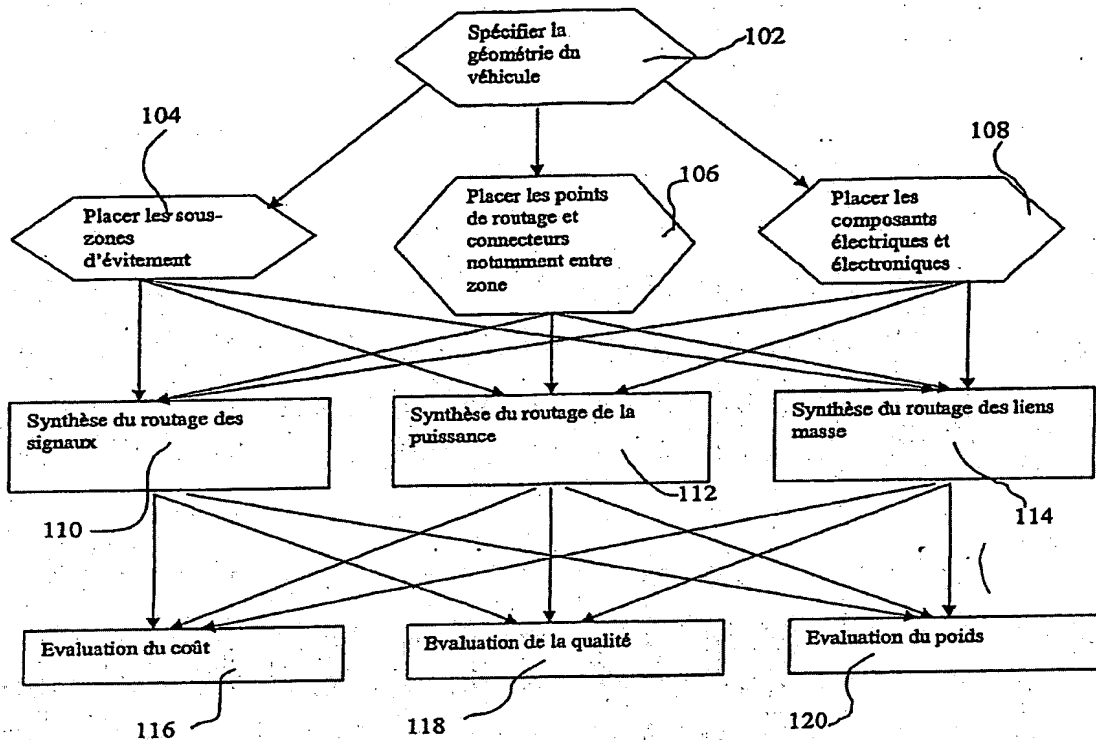 Spécifier la
géométrie du
véhicule
102
104
106
108
Placer les sous-
zones
d'évitement
Placer les points
de routage et
connecteurs
notamment entre
zone
Placer les
composants
électriques et
électroniques
Synthèse du routage des
signaux
Synthèse du routage de la
puissance
Synthèse du routage des liens
masse
110
112
114
Evaluation du coût
Evaluation de la qualité
Evaluation du poids
116
118
120